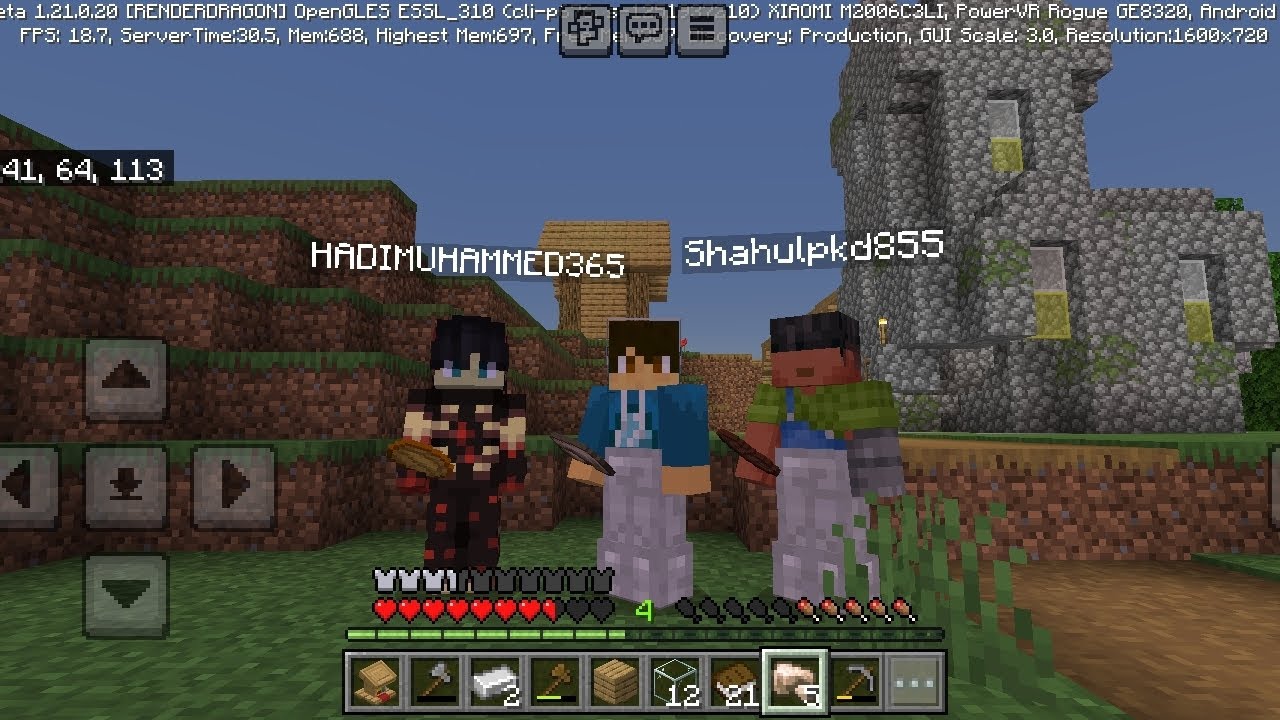 eta 1.21.0.20 [RENDERDRAGON] OpenGLES ESSL_310 XIAOMI M2006C3LI, PowerVR Rogue GE8320, Android
FPS: 18.7, ServerTime:30.5, Mem:688, Highest Mem:697, Discovery: Production, GUI Scale: 3.0, Resolution:1600x720
41, 64, 113
HADIMUHAMMED365
Shahulpkd855
4
2
12
5